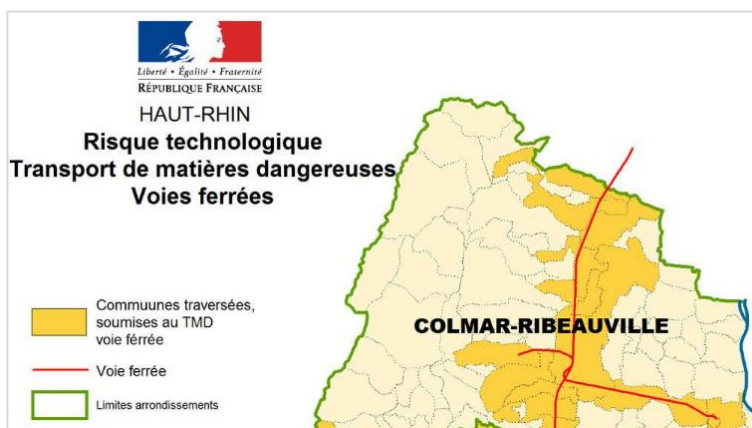 Liberté • Égalité • Fraternité
RÉPUBLIQUE FRANÇAISE
HAUT-RHIN
Risque technologique
Transport de matières dangereuses
Voies ferrées
Commuunes traversées,
soumises au TMD
voie férrée
Voie ferrée
Limites arrondissements
COLMAR-RIBEAUVILLE